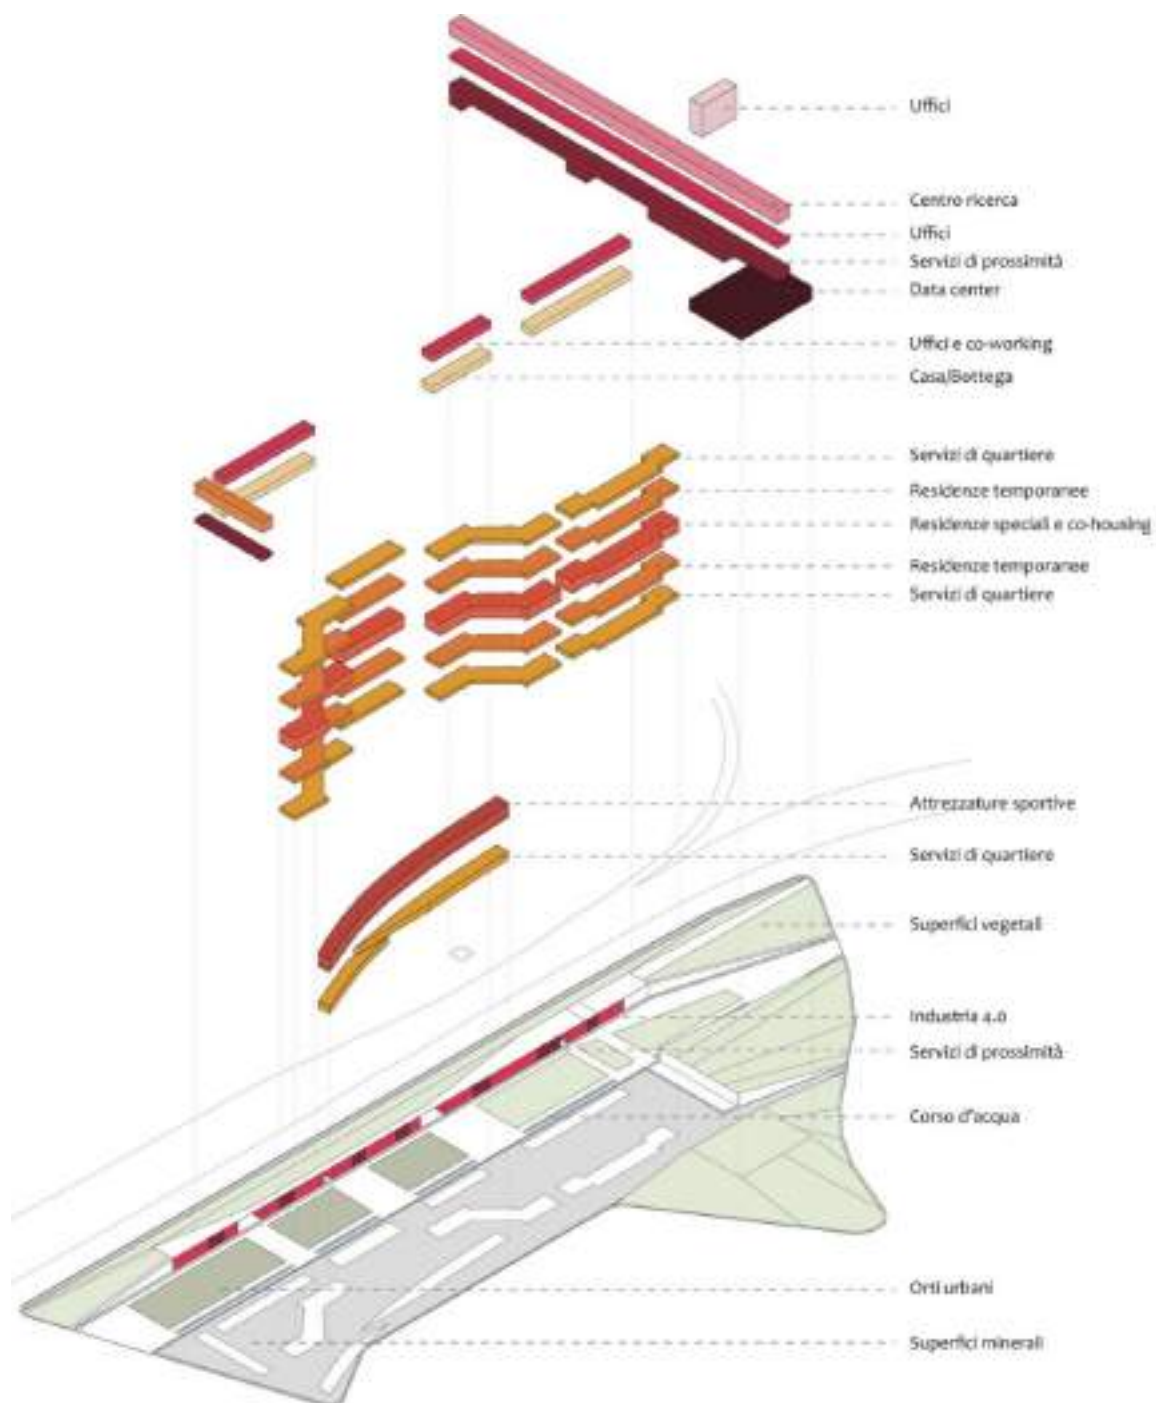 Uffici
Centro ricerca
Uffici
Servizi di prossimità
Data center
Uffici e co-working
Casa/Bottega
Servizi di quartiere
Residenze temporanee
Residenze speciali e co-housing
Residenze temporanee
Servizi di quartiere
Attrezzature sportive
Servizi di quartiere
Superfici vegetali
Industria 4.0
Servizi di prossimità
Corso d'acqua
Orti urbani
Superfici minerali